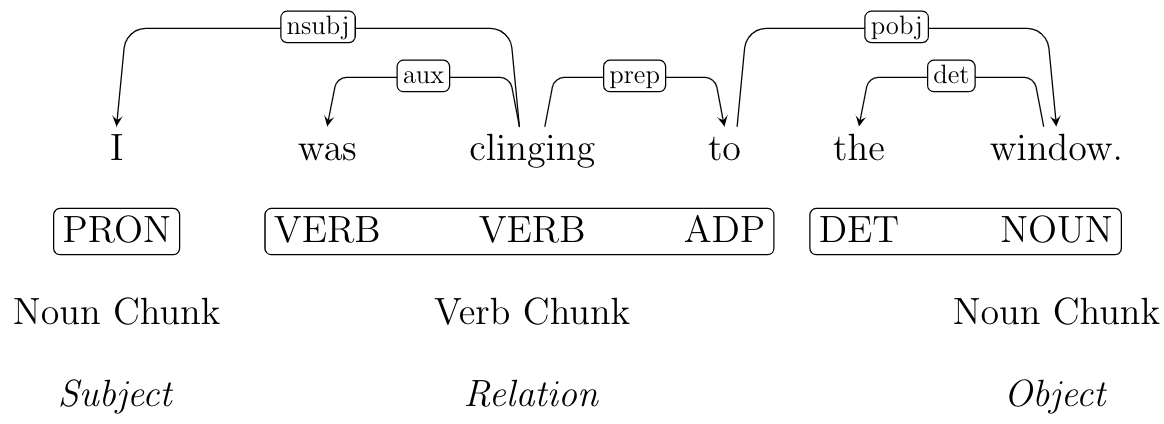 nsubj pobj
aux prep det
I was clinging to the window.
PRON VERB VERB ADP DET NOUN
Noun Chunk Verb Chunk Noun Chunk
Subject Relation Object